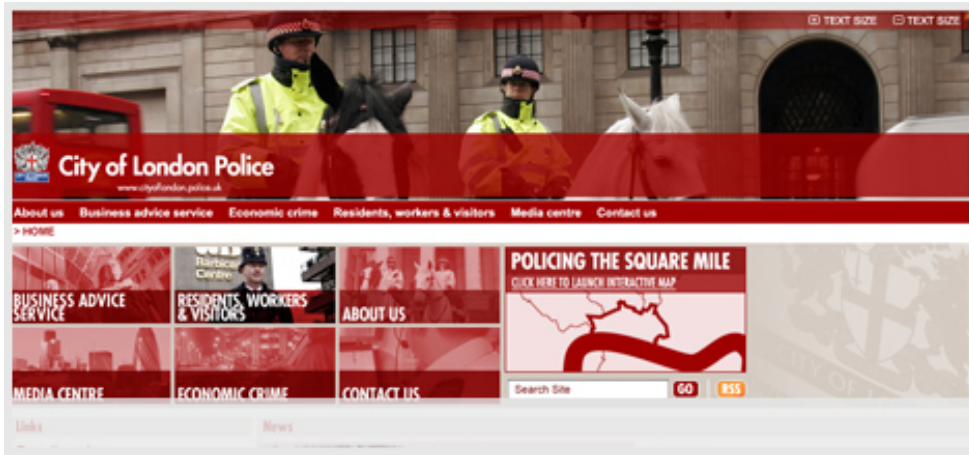 TEXT SIZE TEXT SIZE
City of London Police
www.cityoflondon.police.uk
About us Business advice service Economic crime Residents, workers & visitors Media centre Contact us
> HOME
Barbican
Centre
BUSINESS ADVICE
SERVICE
RESIDENTS, WORKERS
& VISITORS
ABOUT US
POLICING THE SQUARE MILE
CLICK HERE TO LAUNCH INTERACTIVE MAP
MEDIA CENTRE
ECONOMIC CRIME
CONTACT US
Search Site GO RSS
Links
News